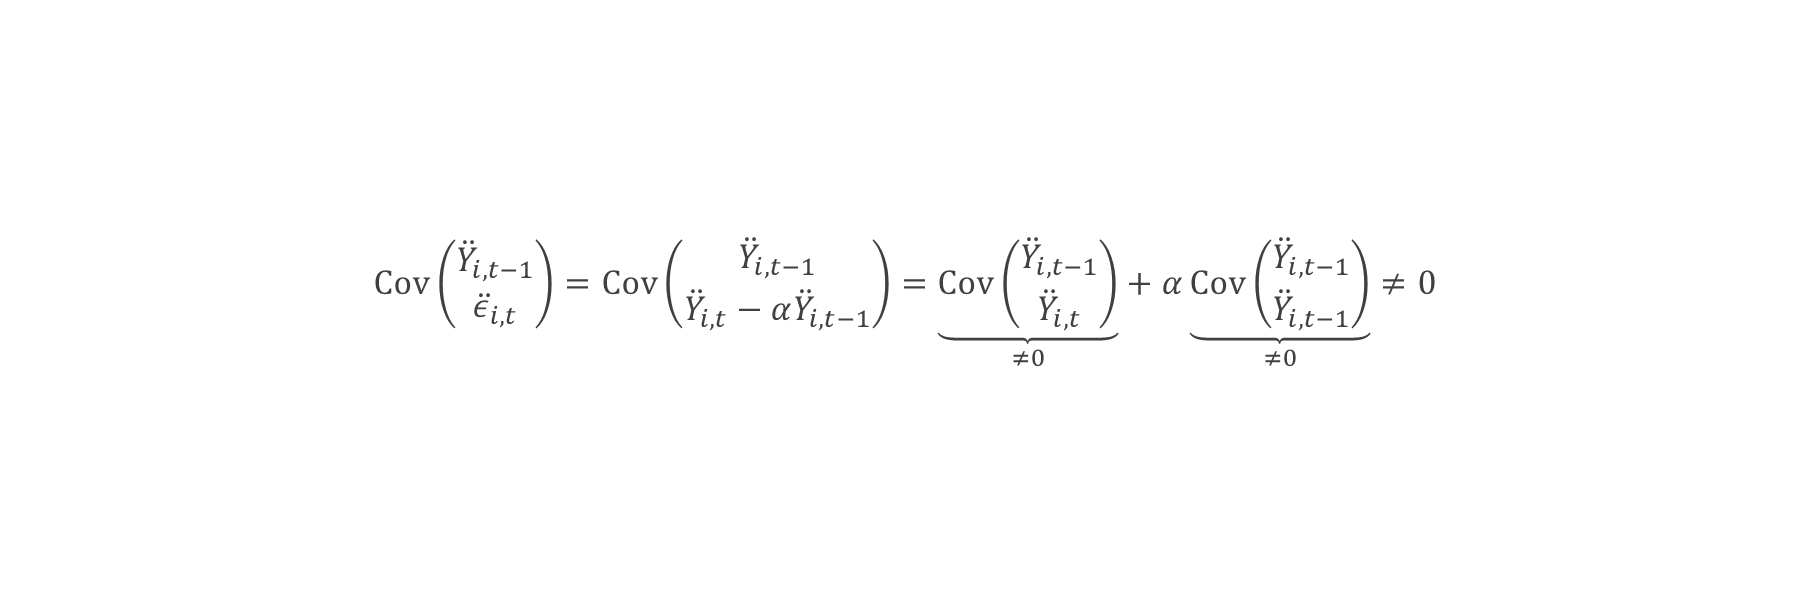 Cov(Ÿ_{i,t−1} ϵ̈_{i,t}) = Cov(Ÿ_{i,t−1} Ÿ_{i,t} − αŸ_{i,t−1}) = Cov(Ÿ_{i,t−1} Ÿ_{i,t}) + α Cov(Ÿ_{i,t−1} Ÿ_{i,t−1}) ≠ 0
≠0 ≠0